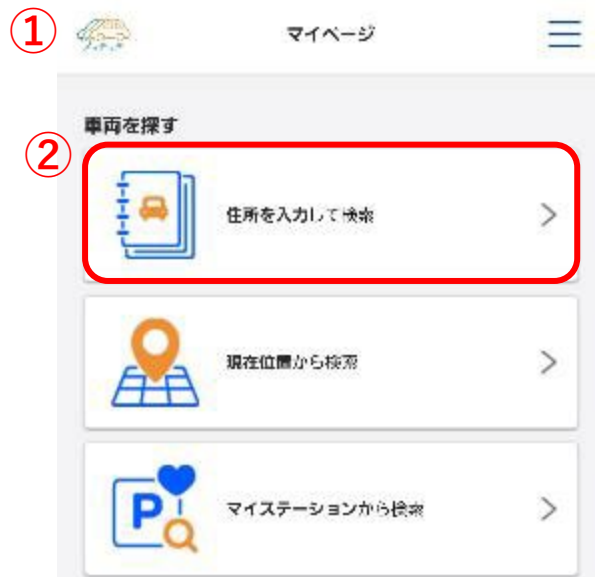 ① マイページ
車両を探す
②
住所を入力して検索
現在位置から検索
P
マイステーションから検索